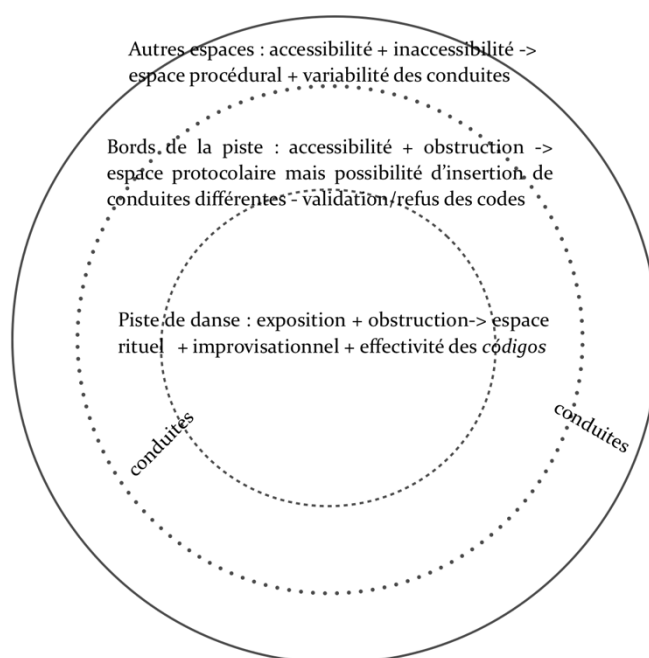 Autres espaces : accessibilité + inaccessibilité ->
espace procédural + variabilité des conduites
Bords de la piste : accessibilité + obstruction ->
espace protocolaire mais possibilité d'insertion de
conduites différentes - validation/refus des codes
Piste de danse : exposition + obstruction-> espace
rituel + improvisationnel + effectivité des códigos
conduites
conduites